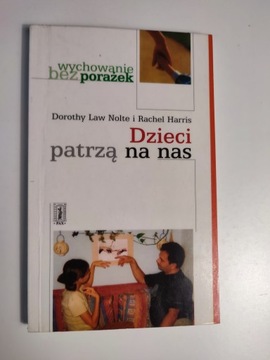 wychowanie
bez porażek
Dorothy Law Nolte i Rachel Harris
Dzieci
patrzą na nas